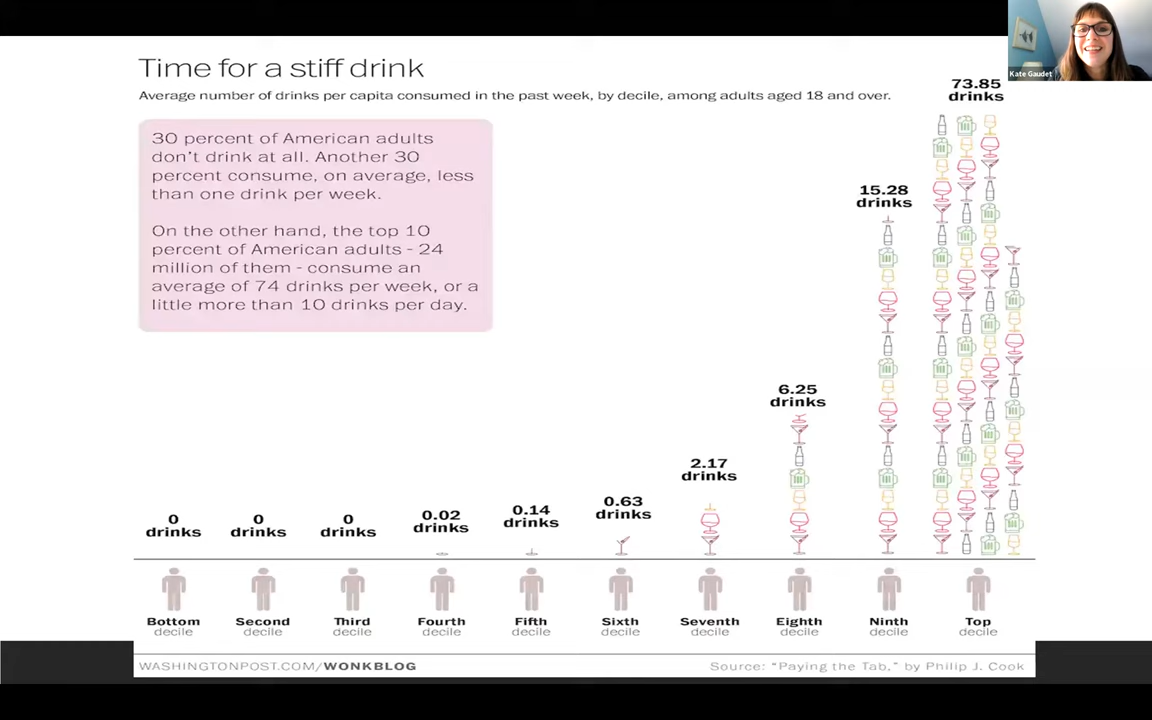 Kate Gaudet
Time for a stiff drink
Average number of drinks per capita consumed in the past week, by decile, among adults aged 18 and over.
30 percent of American adults
don't drink at all. Another 30
percent consume, on average, less
than one drink per week.
On the other hand, the top 10
percent of American adults - 24
million of them - consume an
average of 74 drinks per week, or a
little more than 10 drinks per day.
0
drinks
0
drinks
0
drinks
0.02
drinks
0.14
drinks
0.63
drinks
2.17
drinks
6.25
drinks
15.28
drinks
73.85
drinks
Bottom
decile
Second
decile
Third
decile
Fourth
decile
Fifth
decile
Sixth
decile
Seventh
decile
Eighth
decile
Ninth
decile
Top
decile
WASHINGTONPOST.COM/WONKBLOG
Source: "Paying the Tab," by Philip J. Cook